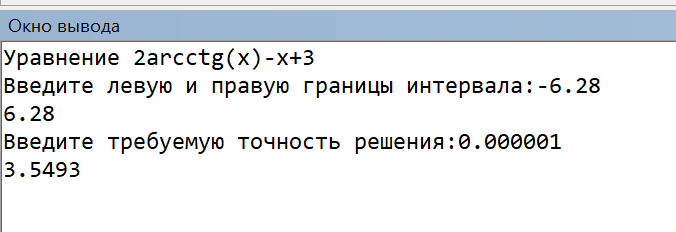 Окно вывода
Уравнение 2arcctg(x)-x+3
Введите левую и правую границы интервала:-6.28
6.28
Введите требуемую точность решения:0.000001
3.5493